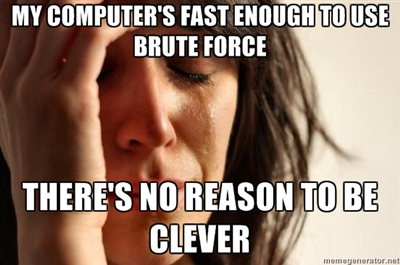 MY COMPUTER'S FAST ENOUGH TO USE
BRUTE FORCE
THERE'S NO REASON TO BE
CLEVER
memegenerator.net